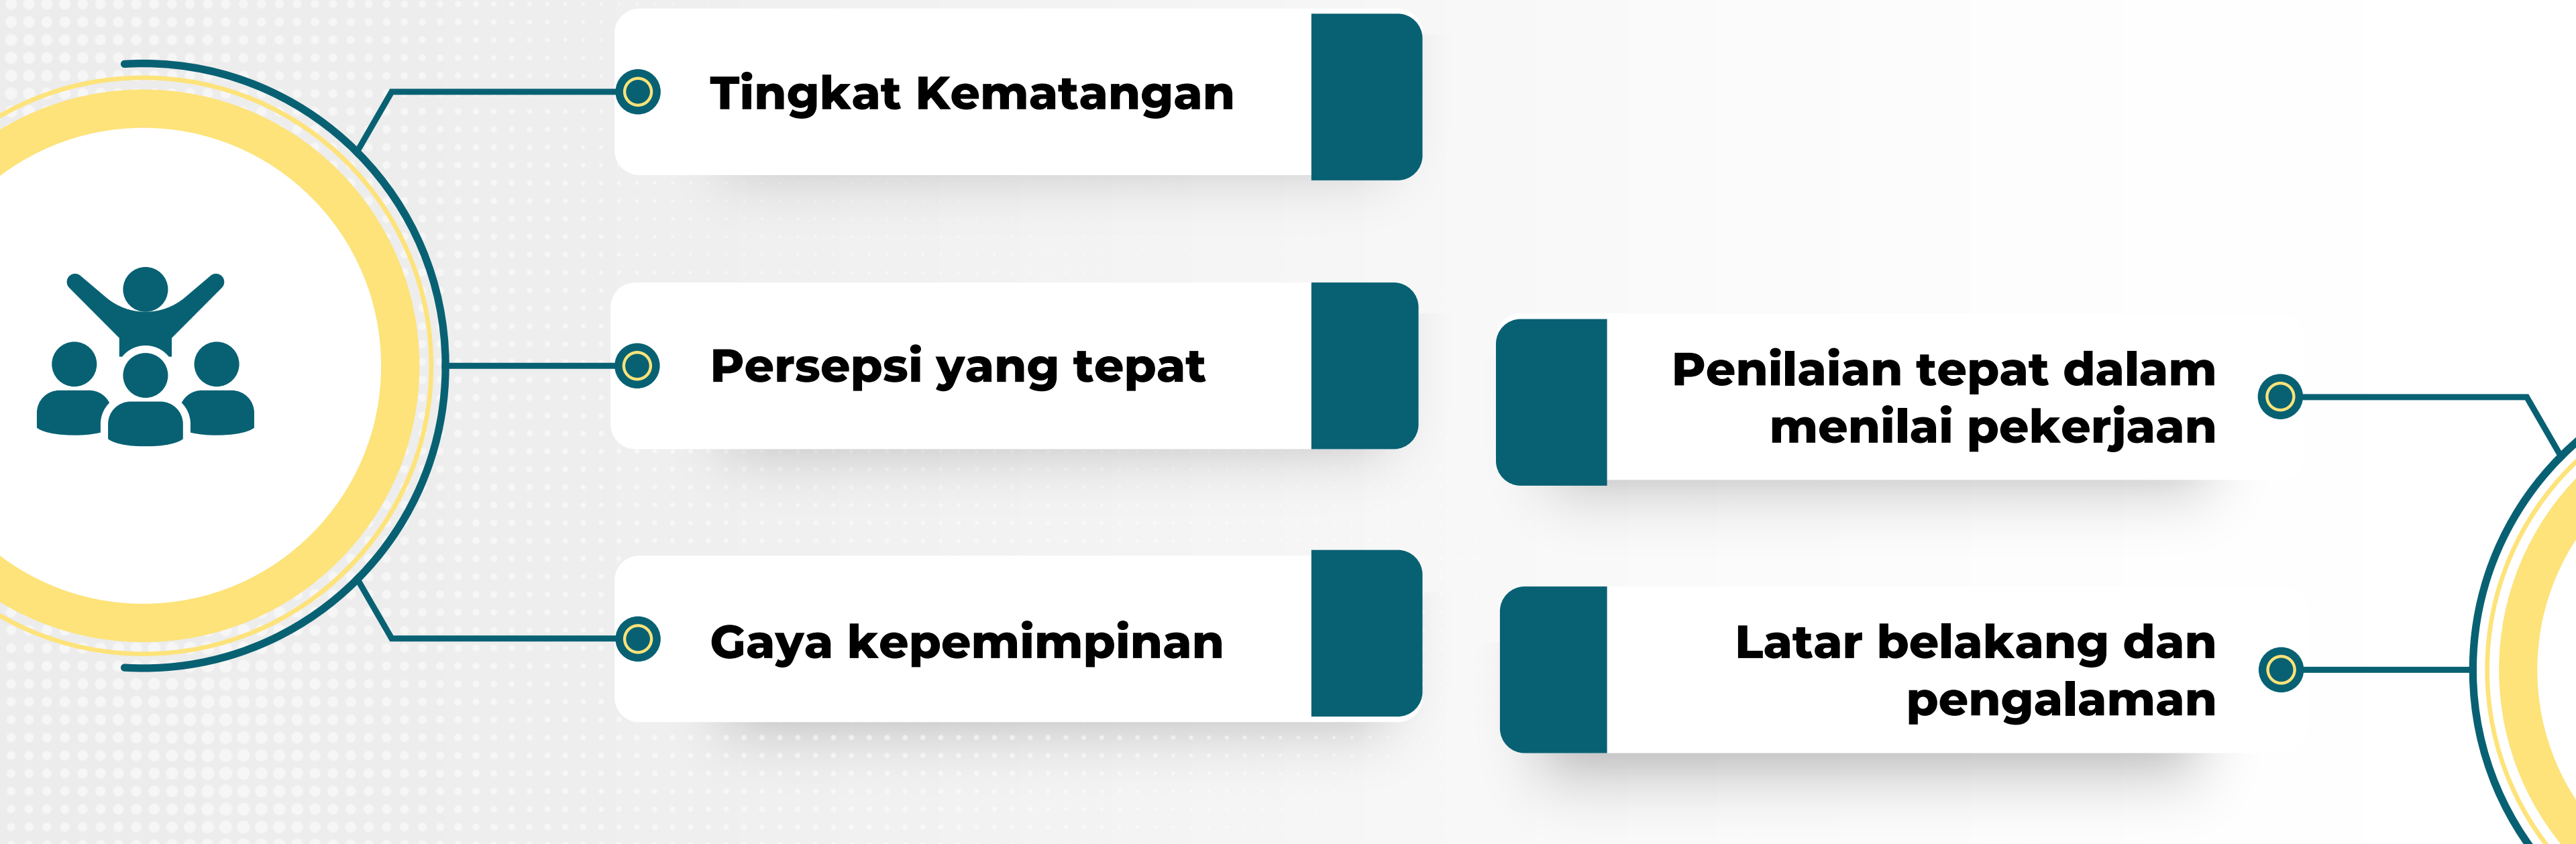 Tingkat Kematangan
Persepsi yang tepat
Gaya kepemimpinan
Penilaian tepat dalam
menilai pekerjaan
Latar belakang dan
pengalaman